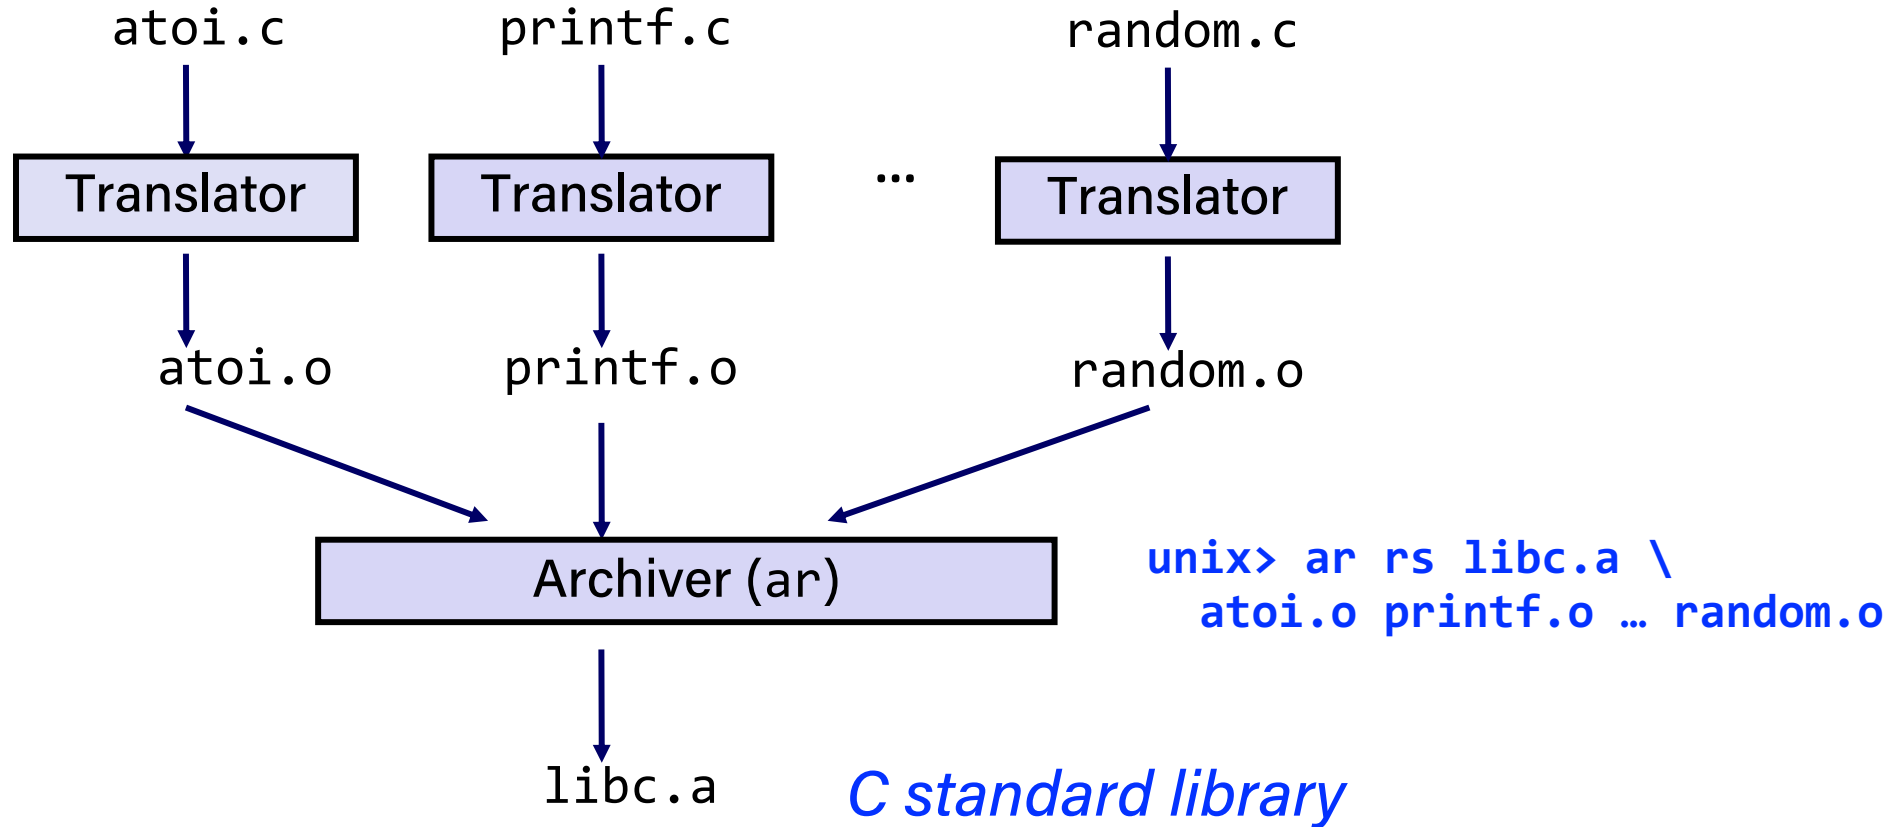 atoi.c printf.c random.c
Translator Translator … Translator
atoi.o printf.o random.o
Archiver (ar)
unix> ar rs libc.a \
atoi.o printf.o … random.o
libc.a
C standard library